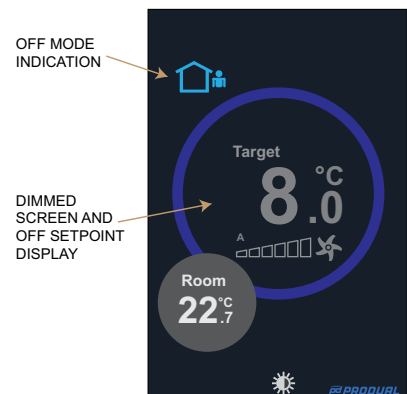 OFF MODE
INDICATION
Target
8.0 °C
DIMMED
SCREEN AND
OFF SETPOINT
DISPLAY
A
Room
22.7 °C
PRODUAL